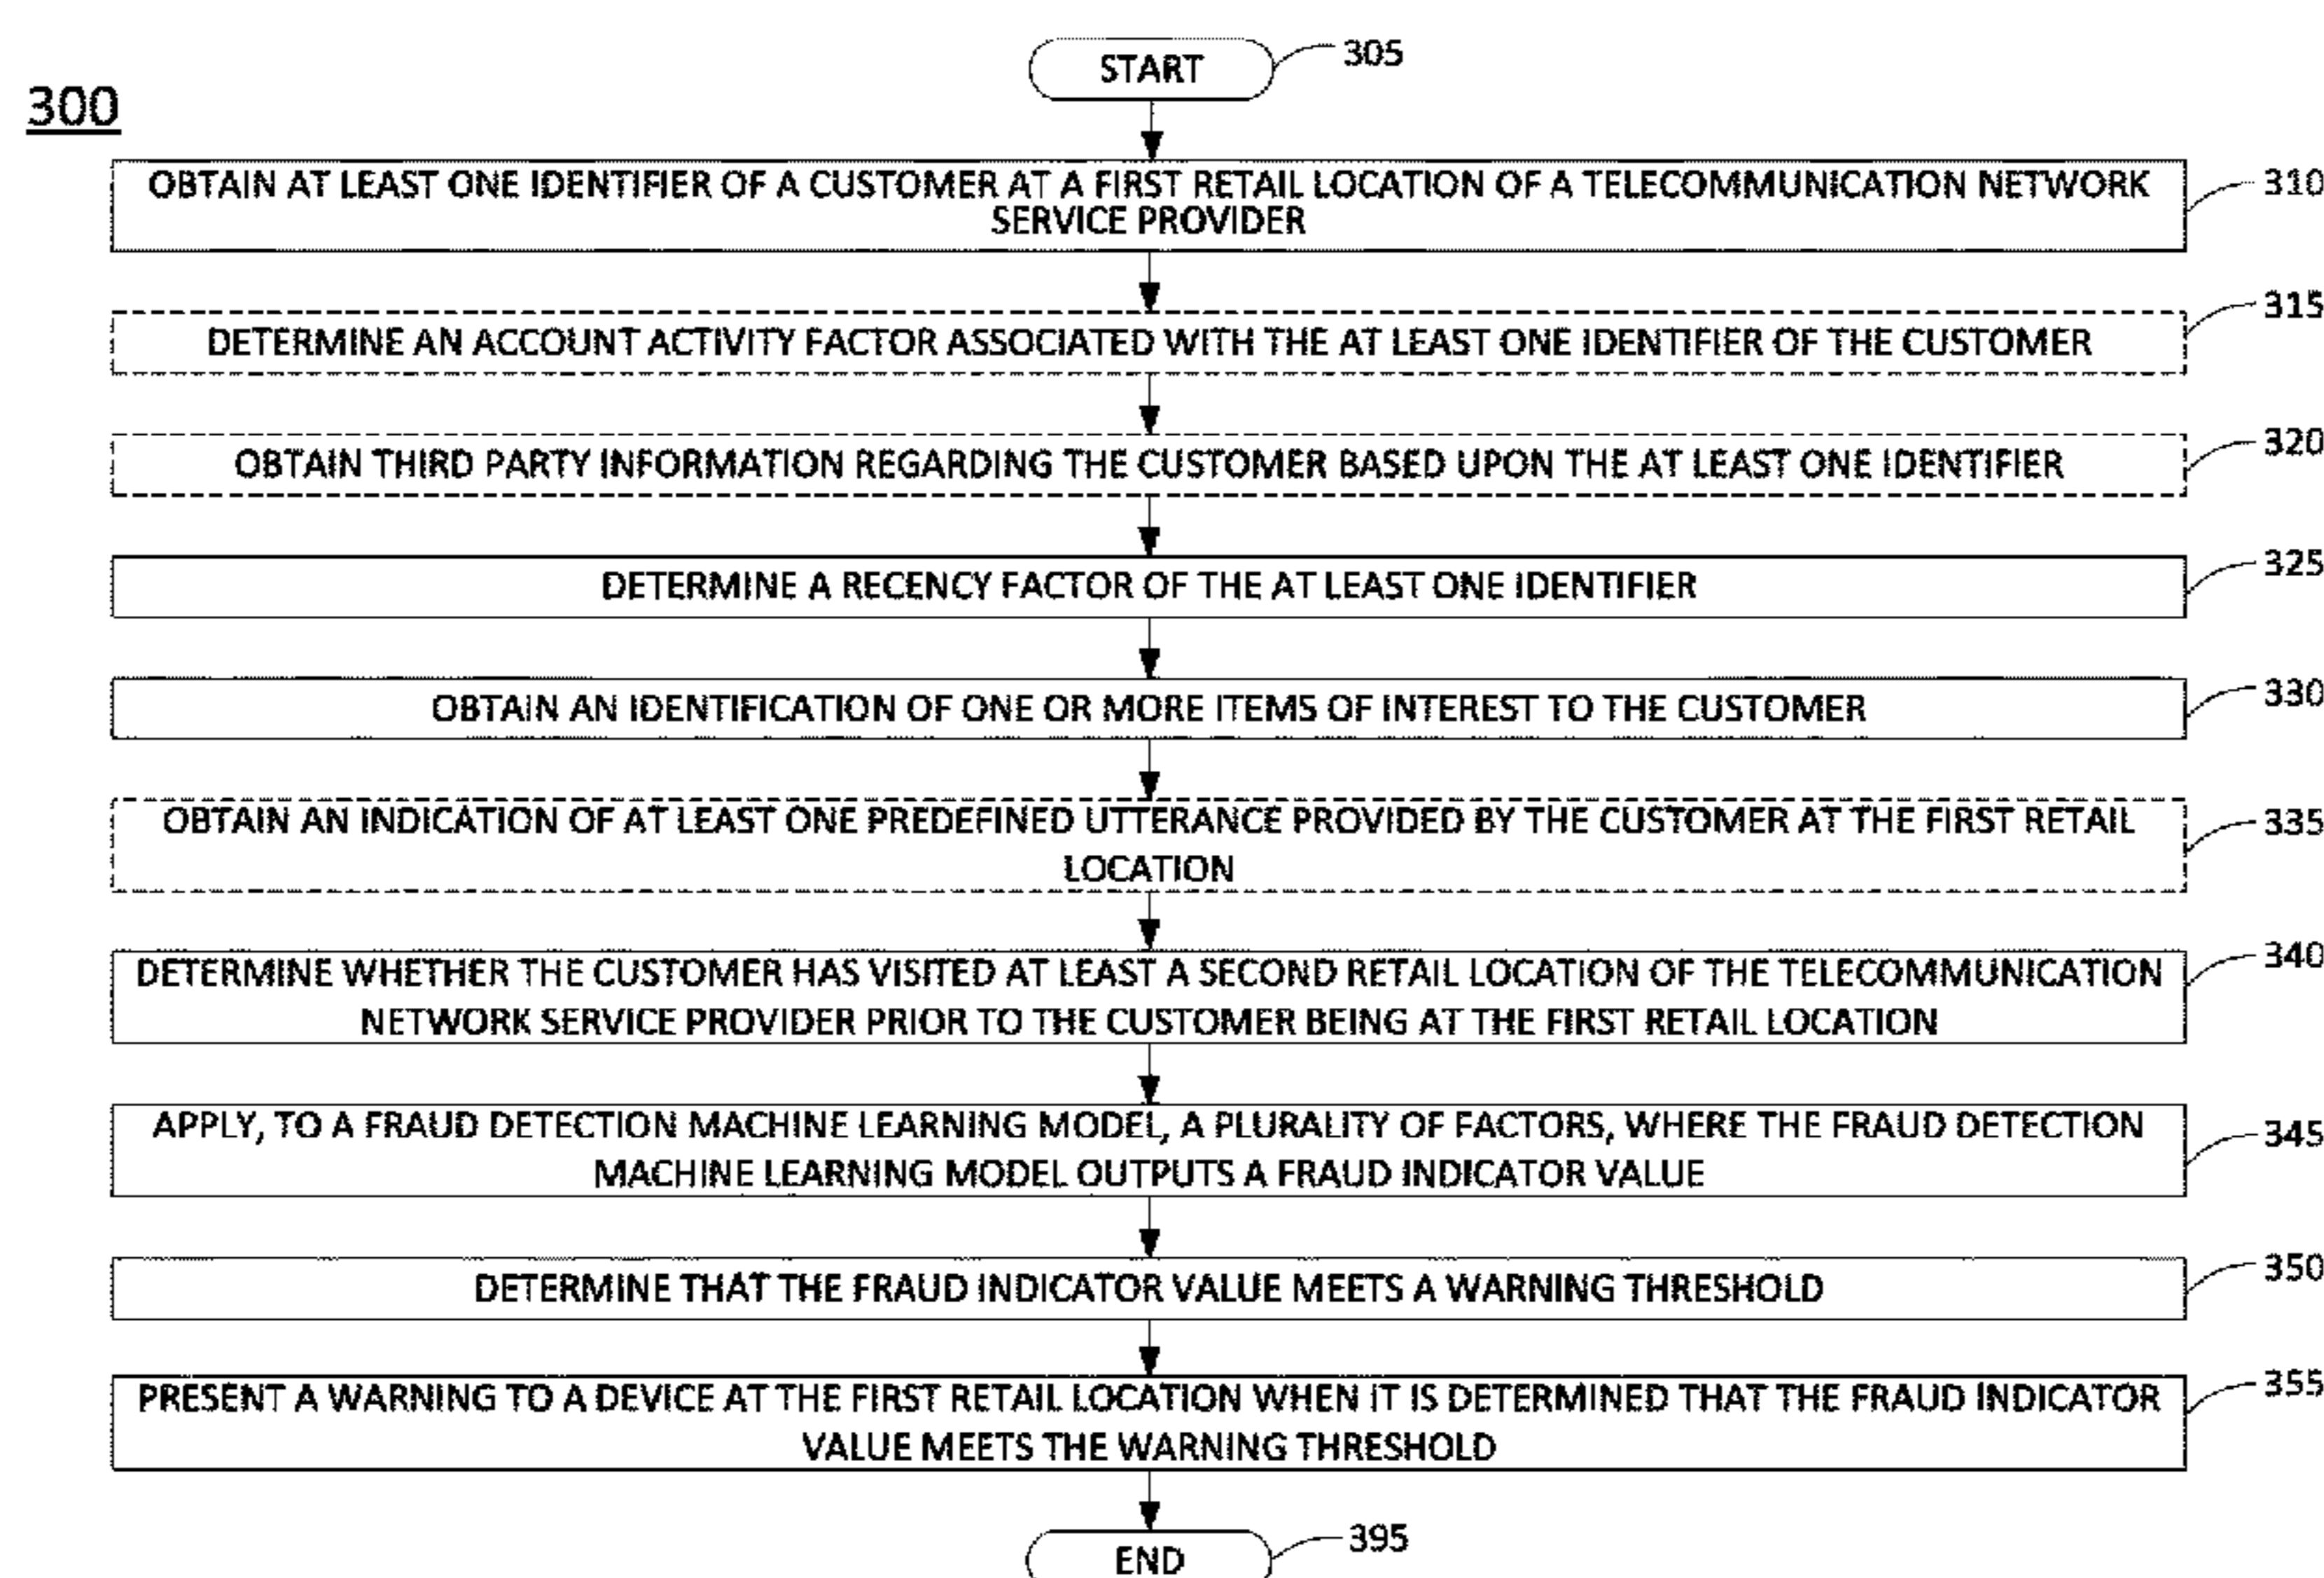 START
305
300
OBTAIN AT LEAST ONE IDENTIFIER OF A CUSTOMER AT A FIRST RETAIL LOCATION OF A TELECOMMUNICATION NETWORK
SERVICE PROVIDER
310
315
DETERMINE AN ACCOUNT ACTIVITY FACTOR ASSOCIATED WITH THE AT LEAST ONE IDENTIFIER OF THE CUSTOMER
320
OBTAIN THIRD PARTY INFORMATION REGARDING THE CUSTOMER BASED UPON THE AT LEAST ONE IDENTIFIER
325
DETERMINE A RECENCY FACTOR OF THE AT LEAST ONE IDENTIFIER
330
OBTAIN AN IDENTIFICATION OF ONE OR MORE ITEMS OF INTEREST TO THE CUSTOMER
OBTAIN AN INDICATION OF AT LEAST ONE PREDEFINED UTTERANCE PROVIDED BY THE CUSTOMER AT THE FIRST RETAIL
LOCATION
335
340
DETERMINE WHETHER THE CUSTOMER HAS VISITED AT LEAST A SECOND RETAIL LOCATION OF THE TELECOMMUNICATION
NETWORK SERVICE PROVIDER PRIOR TO THE CUSTOMER BEING AT THE FIRST RETAIL LOCATION
APPLY, TO A FRAUD DETECTION MACHINE LEARNING MODEL, A PLURALITY OF FACTORS, WHERE THE FRAUD DETECTION
MACHINE LEARNING MODEL OUTPUTS A FRAUD INDICATOR VALUE
345
350
DETERMINE THAT THE FRAUD INDICATOR VALUE MEETS A WARNING THRESHOLD
355
PRESENT A WARNING TO A DEVICE AT THE FIRST RETAIL LOCATION WHEN IT IS DETERMINED THAT THE FRAUD INDICATOR
VALUE MEETS THE WARNING THRESHOLD
395
END